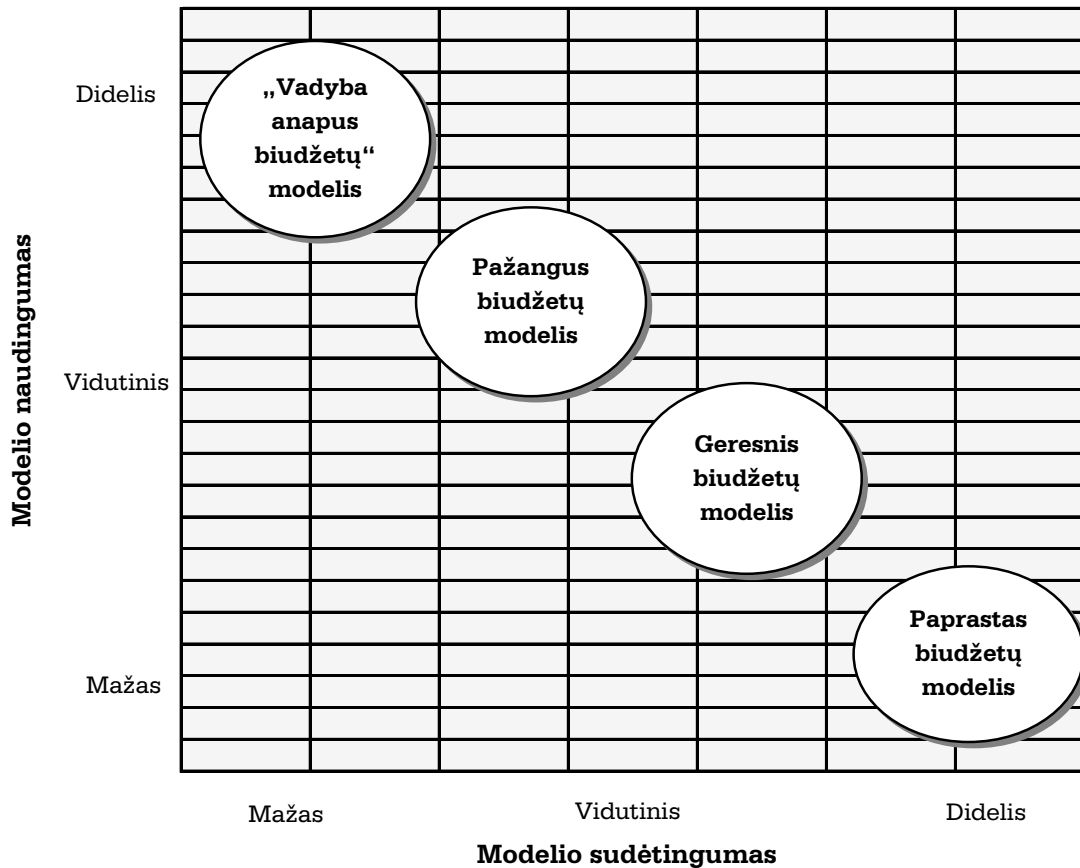 Didelis
„Vadyba
anapus
biudžetų“
modelis
Modelio naudingumas
Pažangus
biudžetų
modelis
Vidutinis
Geresnis
biudžetų
modelis
Paprastas
biudžetų
modelis
Mažas
Mažas
Vidutinis
Didelis
Modelio sudėtingumas